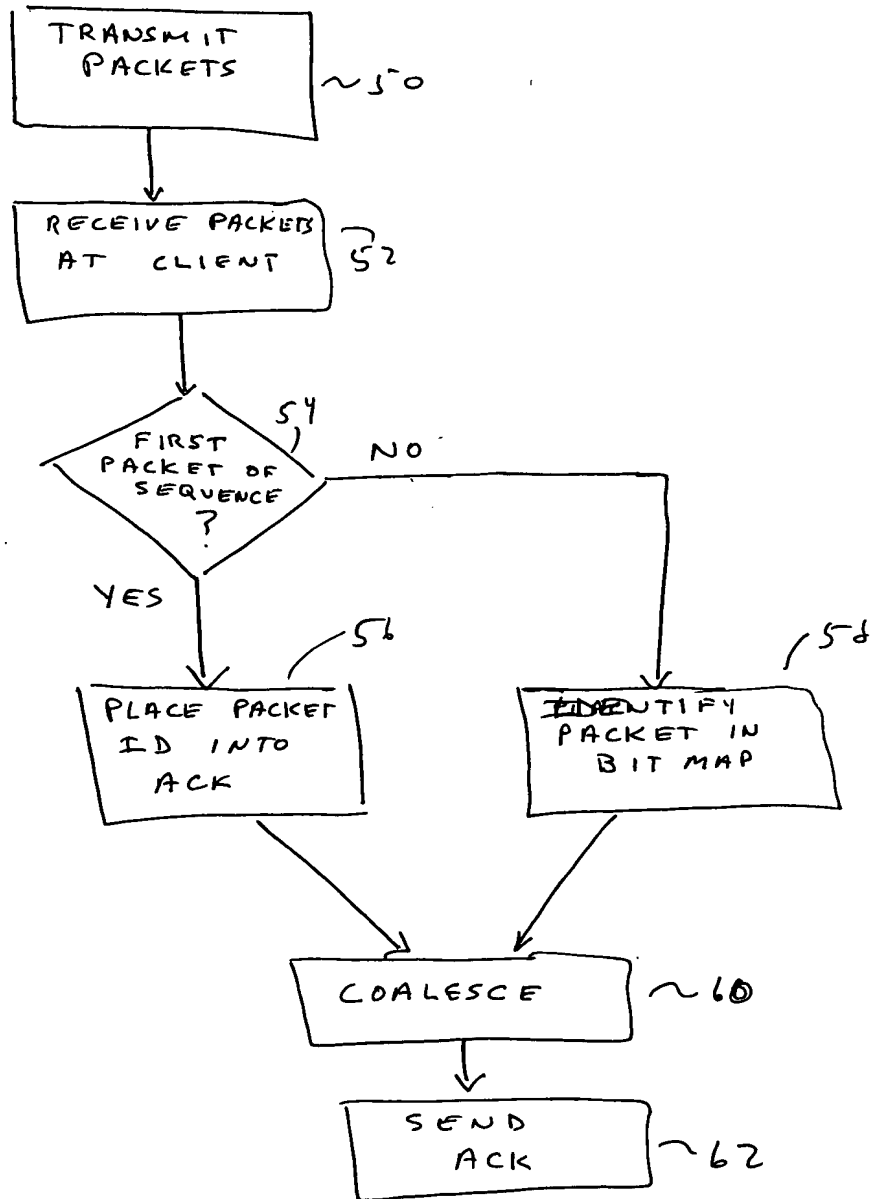 TRANSMIT
PACKETS
~50
RECEIVE PACKETS
AT CLIENT
52
54
FIRST
PACKET OF
SEQUENCE
?
NO
YES
56
58
PLACE PACKET
ID INTO
ACK
IDENTIFY
PACKET IN
BIT MAP
COALESCE
~60
SEND
ACK
~62